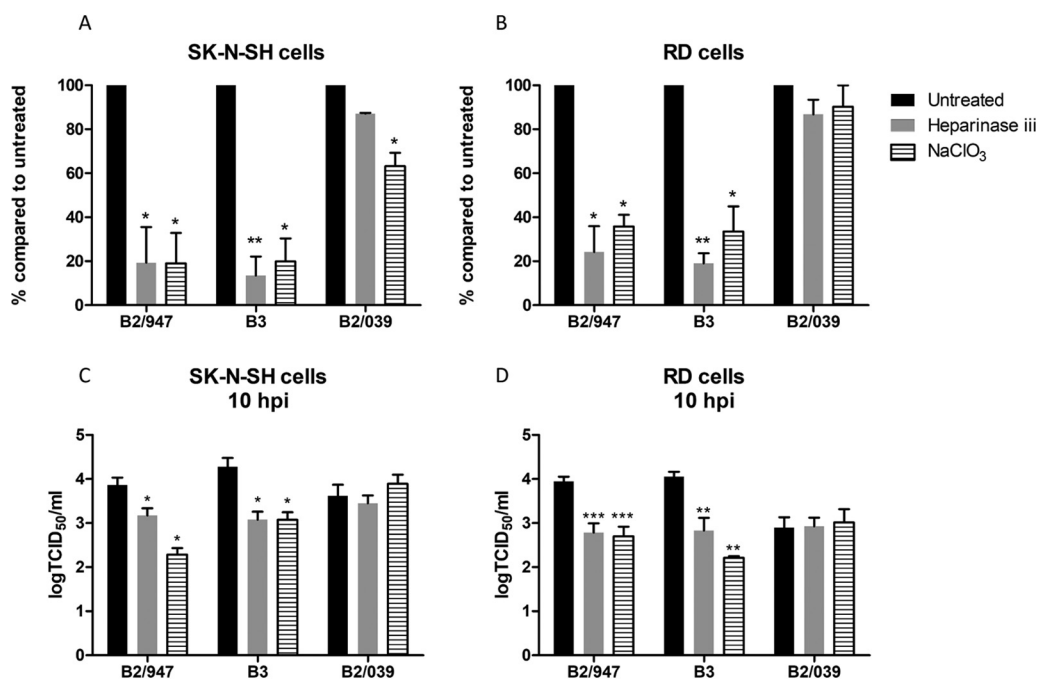 A
SK-N-SH cells
% compared to untreated
100
80
60
40
20
0
* * ** * *
B2/947 B3 B2/039
B
RD cells
% compared to untreated
100
80
60
40
20
0
* * ** *
B2/947 B3 B2/039
Untreated
Heparinase iii
NaClO₃
C
SK-N-SH cells
10 hpi
logTCID₅₀/ml
5
4
3
2
1
0
* * * *
B2/947 B3 B2/039
D
RD cells
10 hpi
logTCID₅₀/ml
5
4
3
2
1
0
*** *** ** **
B2/947 B3 B2/039